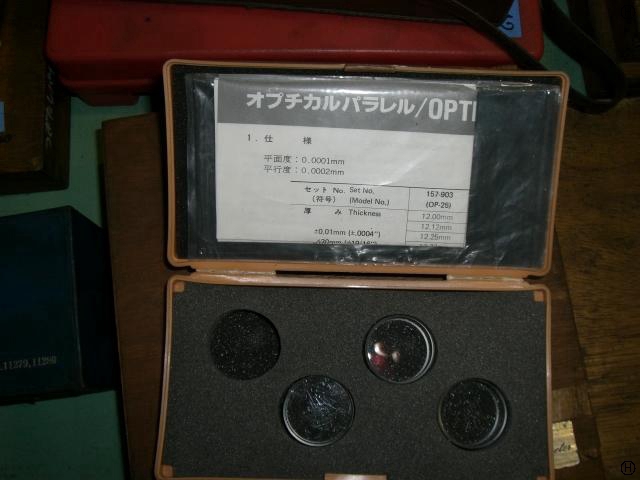 オプチカルパラレル/OPTI
1. 仕 様
平面度:0.0001mm
平行度:0.0002mm
セット No. Set No. 157-903
(符号) (Model No.) (OP-25)
厚 み Thickness 12.00mm
12.12mm
±0.01mm (±.0004") 12.25mm
.11279,11280